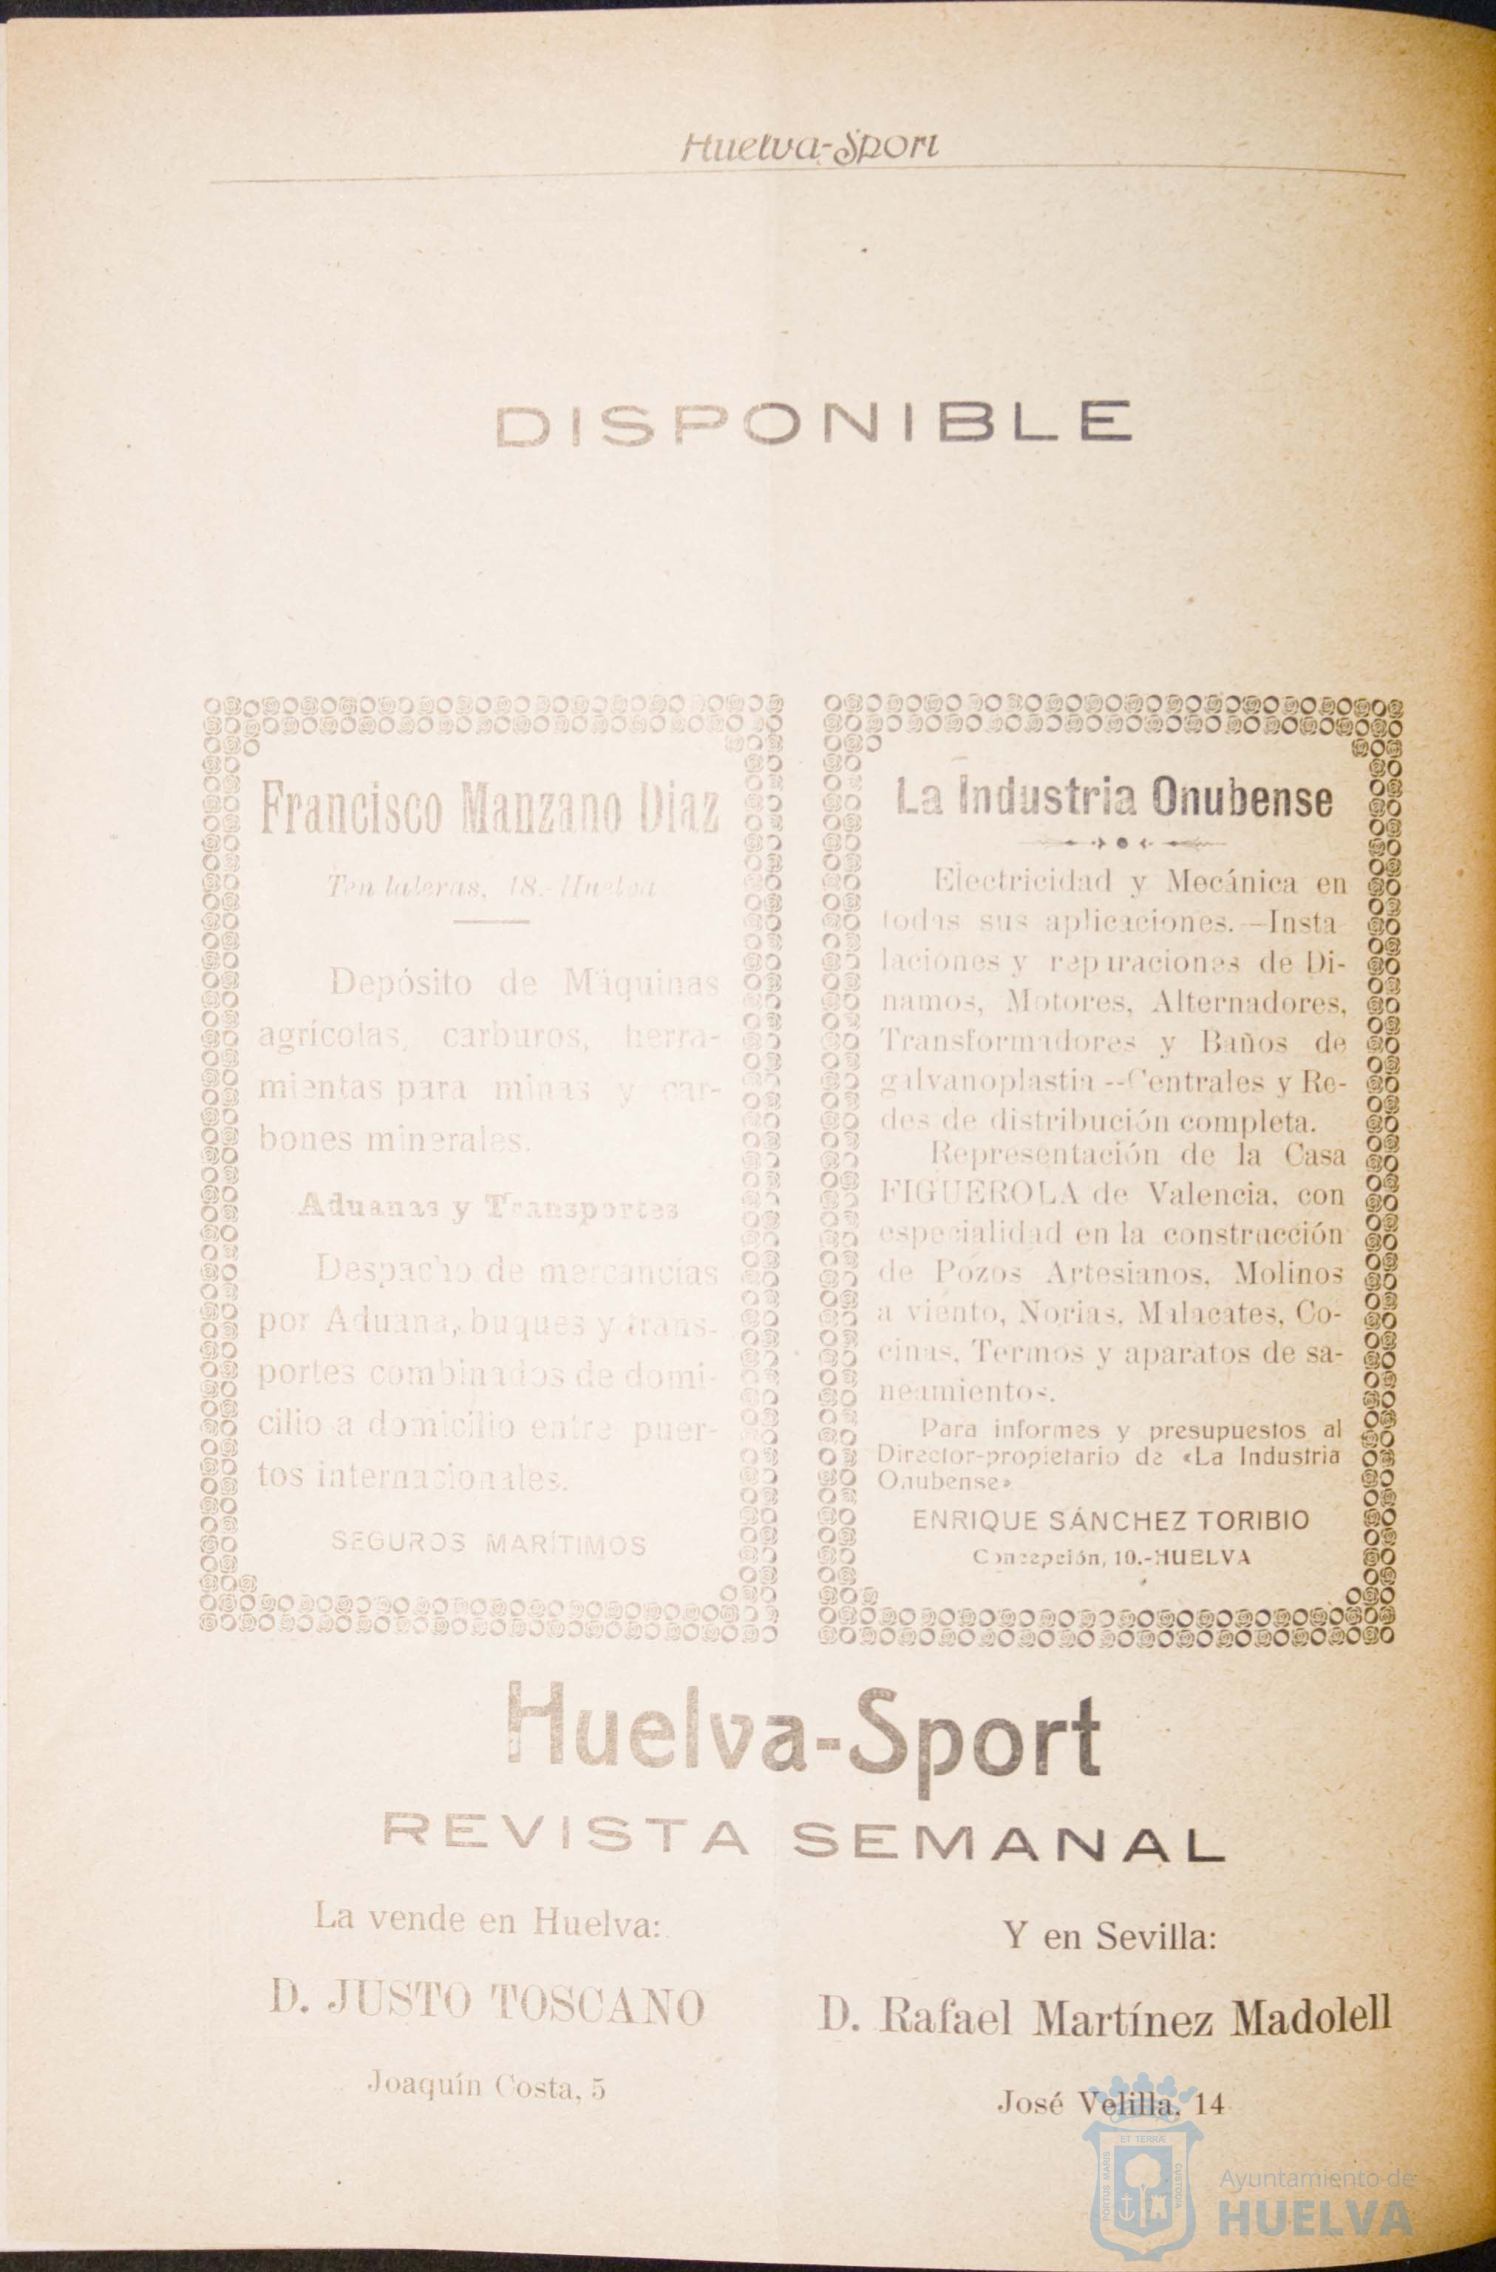 Huelva-Sport
DISPONIBLE
Francisco Manzano Diaz
18.-Huelva
Depósito de Máquinas
agrícolas, carburos, herra-
mientas para minas y car-
bones minerales.
Aduanas y Transportes
Despacho de mercancias
por Aduana, buques y trans-
portes combinados de domi-
cilio a domicilio entre puer-
tos internacionales.
SEGUROS MARÍTIMOS
La Industria Onubense
Electricidad y Mecánica en
todas sus aplicaciones.—Insta
laciones y reparaciones de Di-
namos, Motores, Alternadores,
Transformadores y Baños de
galvanoplastia--Centrales y Re-
des de distribución completa.
Representación de la Casa
FIGUEROLA de Valencia, con
especialidad en la construcción
de Pozos Artesianos, Molinos
a viento, Norias, Malacates, Co-
cinas, Termos y aparatos de sa-
neamientos.
Para informes y presupuestos al
Director-propietario de «La Industria
Onubense»
ENRIQUE SÁNCHEZ TORIBIO
Concepción, 10.-HUELVA
Huelva-Sport
REVISTA SEMANAL
La vende en Huelva:
D. JUSTO TOSCANO
Joaquín Costa, 5
Y en Sevilla:
D. Rafael Martínez Madolell
José Velilla, 14
PORTUS MARIS
ET TERRÆ
CUSTODIA
Ayuntamiento de
HUELVA